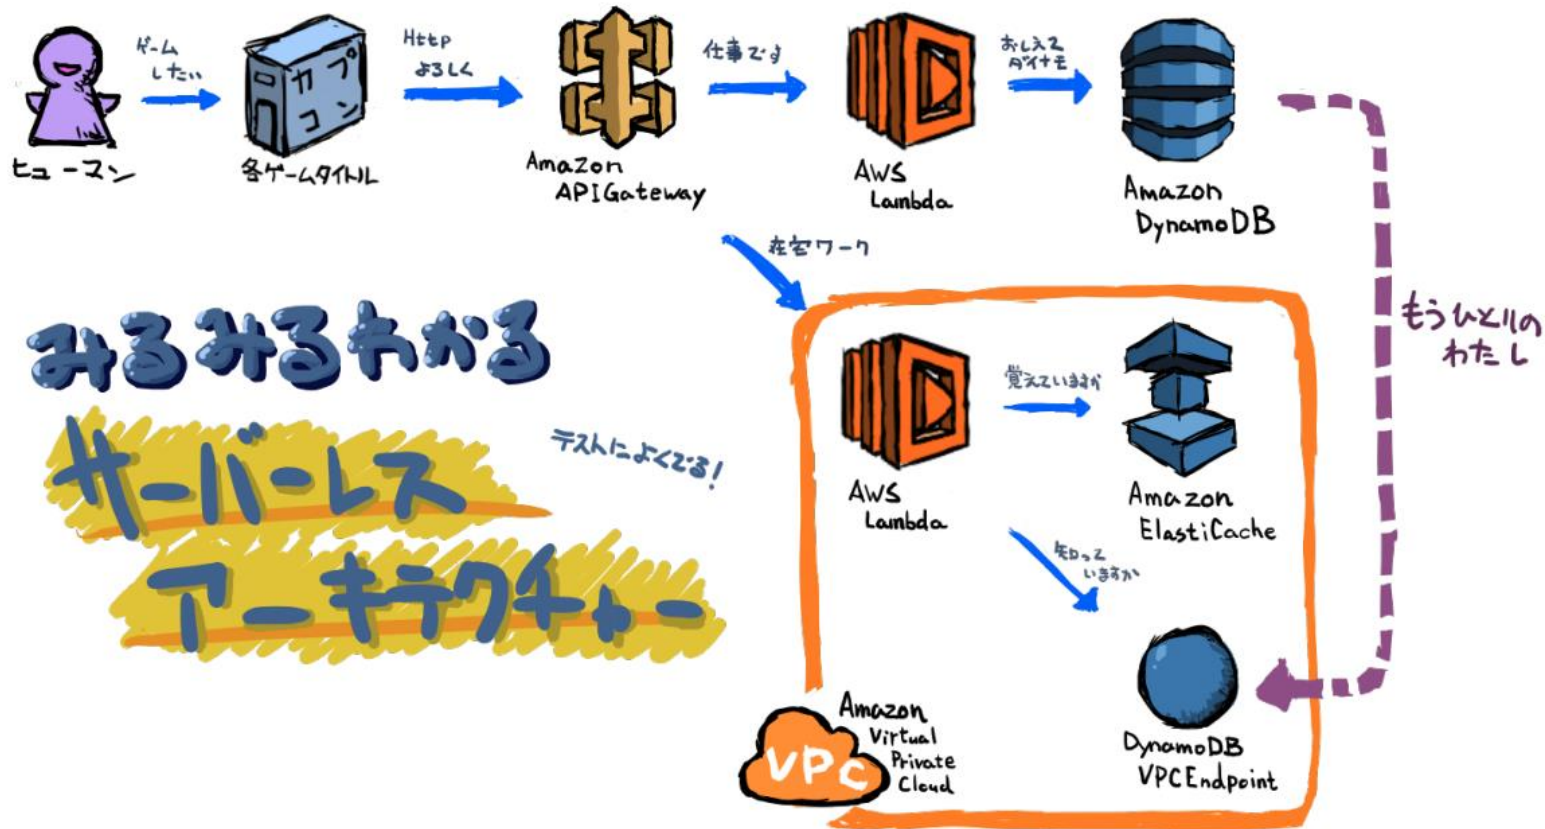 ゲーム
したい
カプ
コン
Http
よろしく
仕事です
おしえて
ダイナモ
ヒューマン
各ゲームタイトル
Amazon
APIGateway
AWS
Lambda
Amazon
DynamoDB
在宅ワーク
もうひとりの
わたし
みるみるわかる
サーバーレス
アーキテクチャー
テストによくでる!
覚えていますか
AWS
Lambda
Amazon
ElastiCache
知って
いますか
VPC
Amazon
Virtual
Private
Cloud
DynamoDB
VPCEndpoint